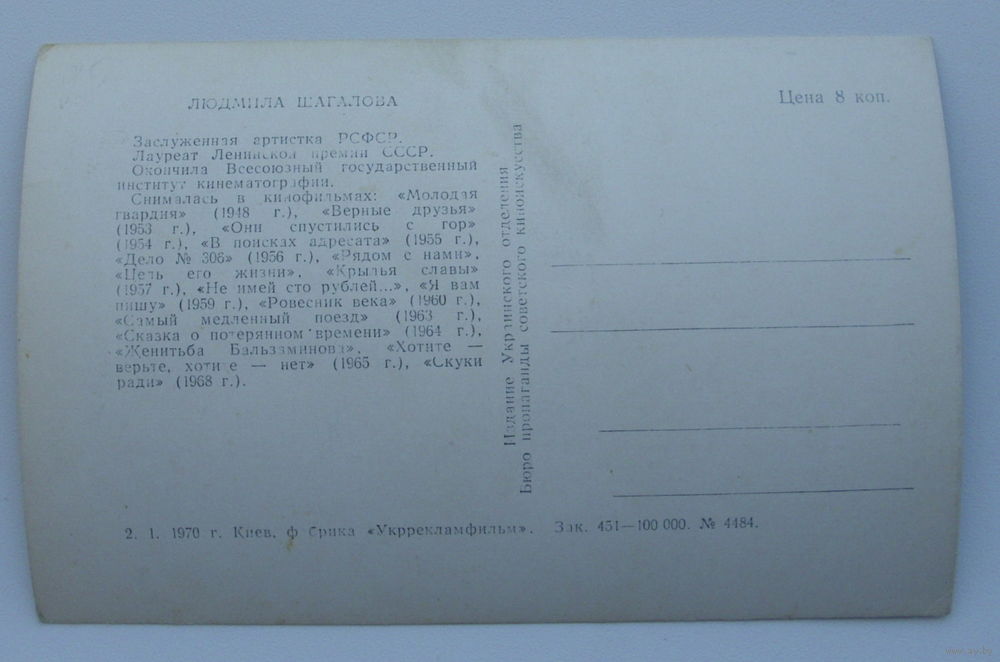 ЛЮДМИЛА ШАГАЛОВА
Заслуженная артистка РСФСР.
Лауреат Ленинской премии СССР.
Окончила Всесоюзный государственный
институт кинематографии.
Снималась в кинофильмах: «Молодая
гвардия» (1948 г.), «Верные друзья»
(1953 г.), «Они спустились с гор»
(1954 г.), «В поисках адресата» (1955 г.),
«Дело № 306» (1956 г.), «Рядом с нами»,
«Цель его жизни», «Крылья славы»
(1957 г.), «Не имей сто рублей...», «Я вам
пишу» (1959 г.), «Ровесник века» (1960 г.),
«Самый медленный поезд» (1963 г.),
«Сказка о потерянном времени» (1964 г.),
«Женитьба Бальзаминова», «Хотите —
верьте, хотите — нет» (1965 г.), «Скуки
ради» (1968 г.).
2. 1. 1970 г. Киев, фабрика «Укррекламфильм». Зак. 451—100 000. № 4484.
Издание Украинского отделения
Бюро пропаганды советского киноискусства
Цена 8 коп.
www.ay.by